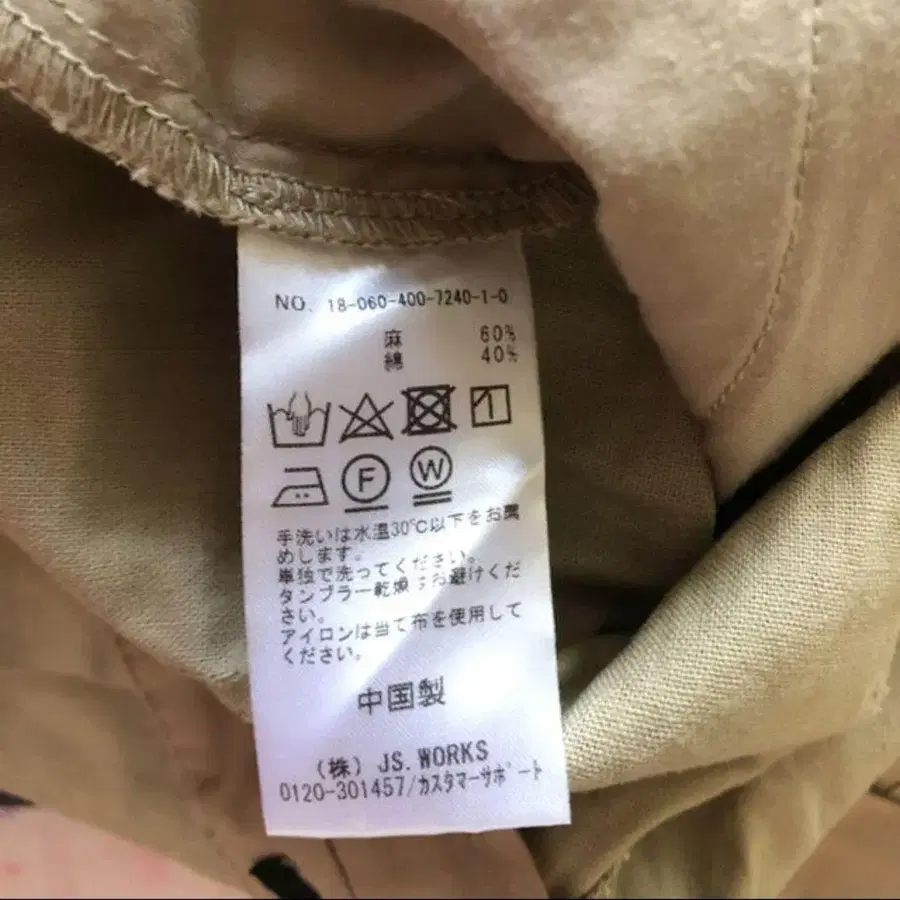 NO. 18-060-400-7240-1-0
麻 60%
綿 40%
F W
手洗いは水温30℃以下をお薦
めします。
単独で洗ってください。
タンブラー乾燥はお避けくだ
さい。
アイロンは当て布を使用して
ください。
中国製
(株) JS.WORKS
0120-301457/カスタマーサポート